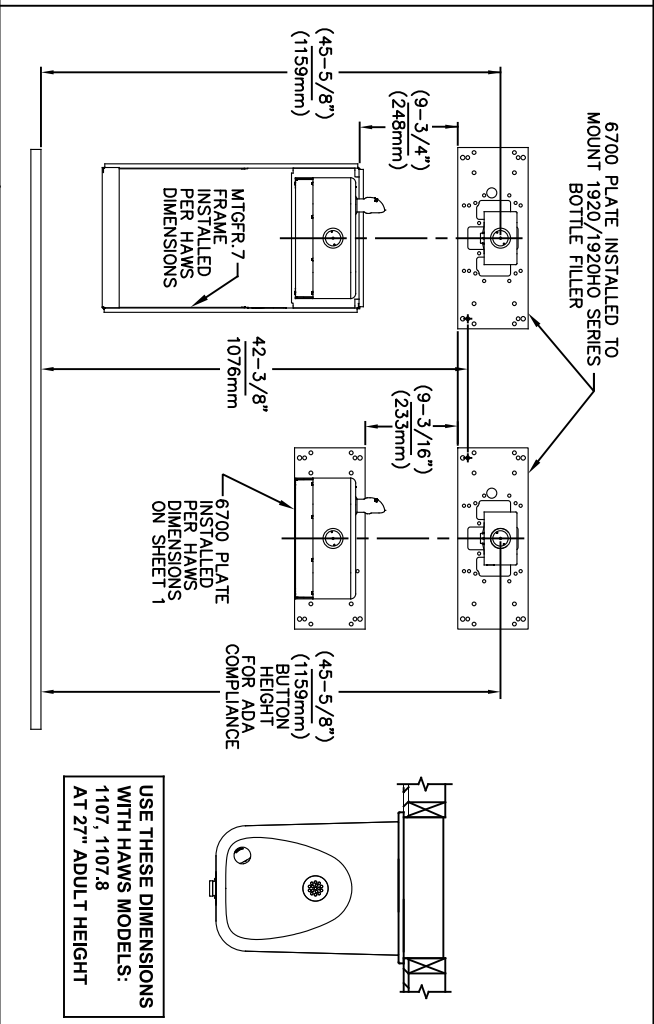 6700 PLATE INSTALLED TO
MOUNT 1920/1920HO SERIES
BOTTLE FILLER
(45-5/8")
(1159mm)
(9-3/4")
(248mm)
MTGFR.7
FRAME
INSTALLED
PER HAWS
DIMENSIONS
42-3/8"
1076mm
(9-3/16")
(233mm)
6700 PLATE
INSTALLED
PER HAWS
DIMENSIONS
ON SHEET 1
(45-5/8")
(1159mm)
BUTTON
HEIGHT
FOR ADA
COMPLIANCE
USE THESE DIMENSIONS
WITH HAWS MODELS:
1107, 1107.8
AT 27" ADULT HEIGHT